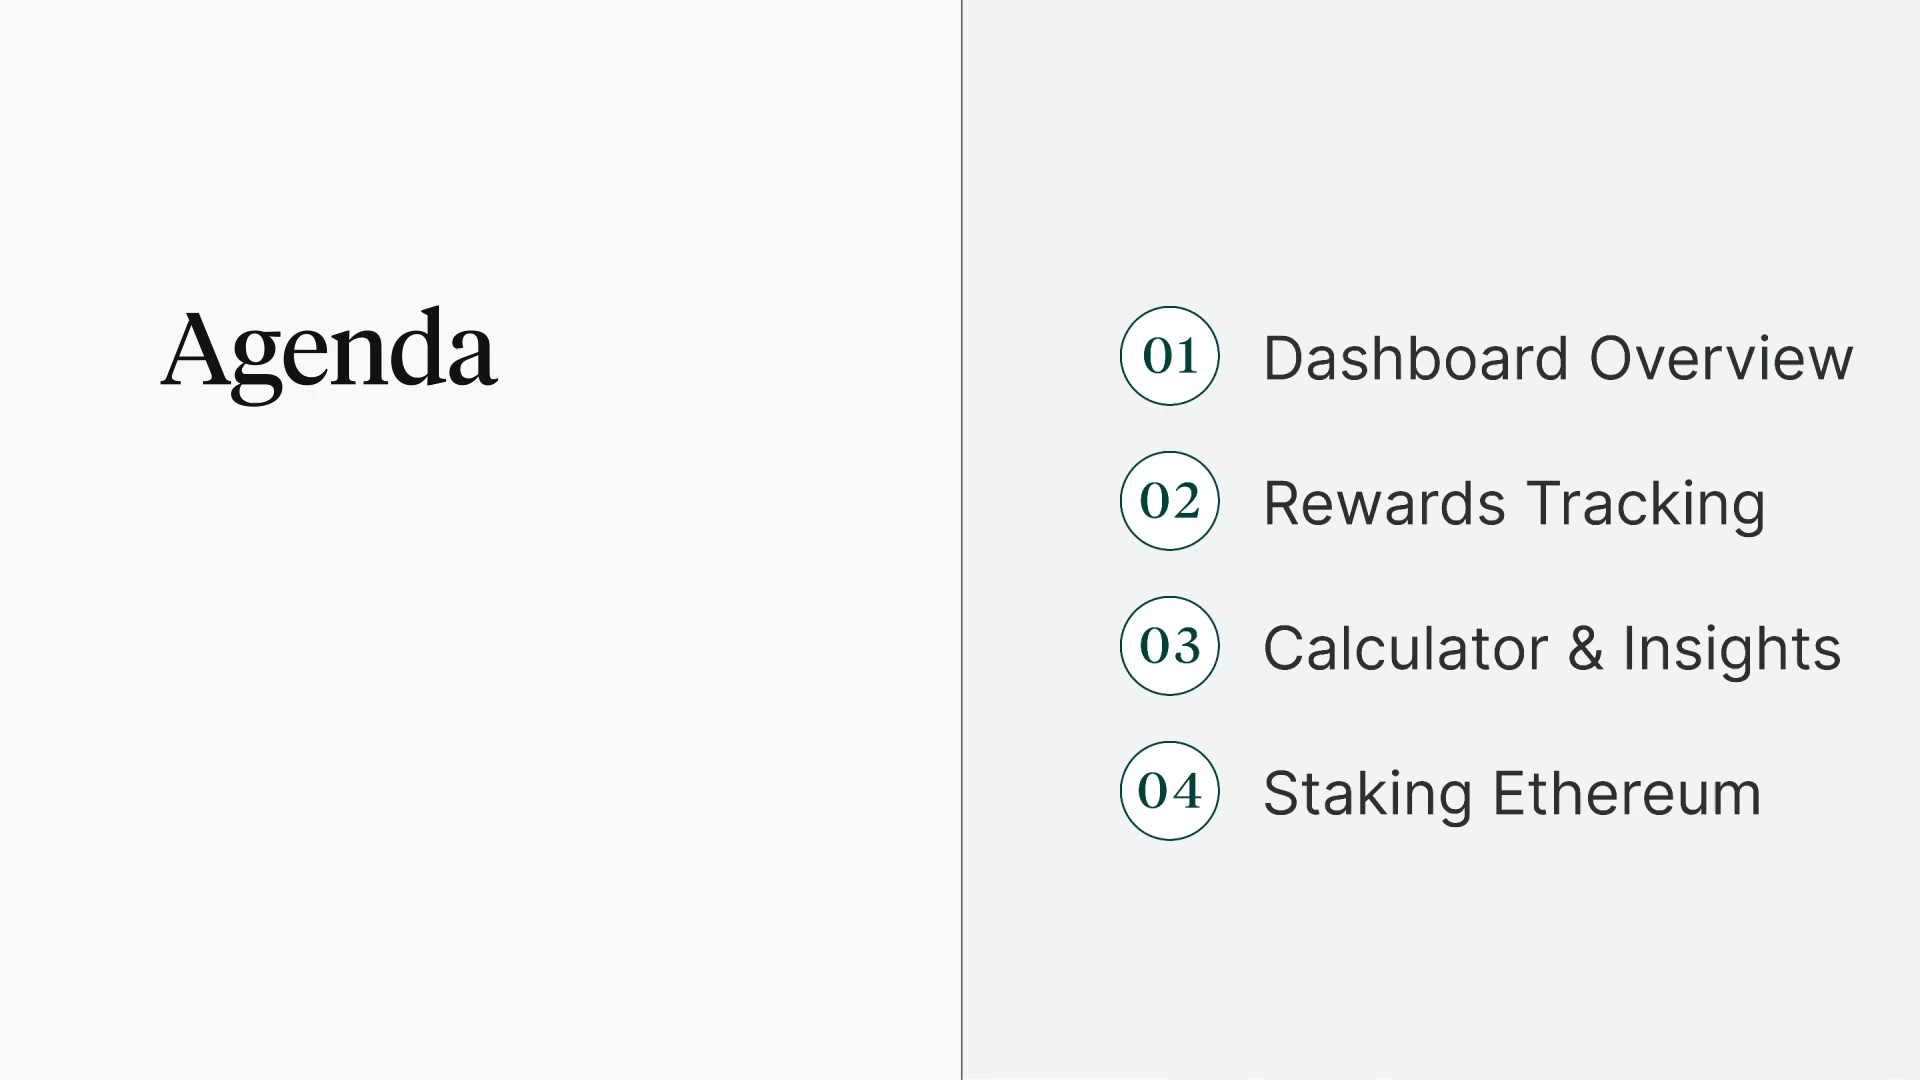 Agenda
01 Dashboard Overview
02 Rewards Tracking
03 Calculator & Insights
04 Staking Ethereum